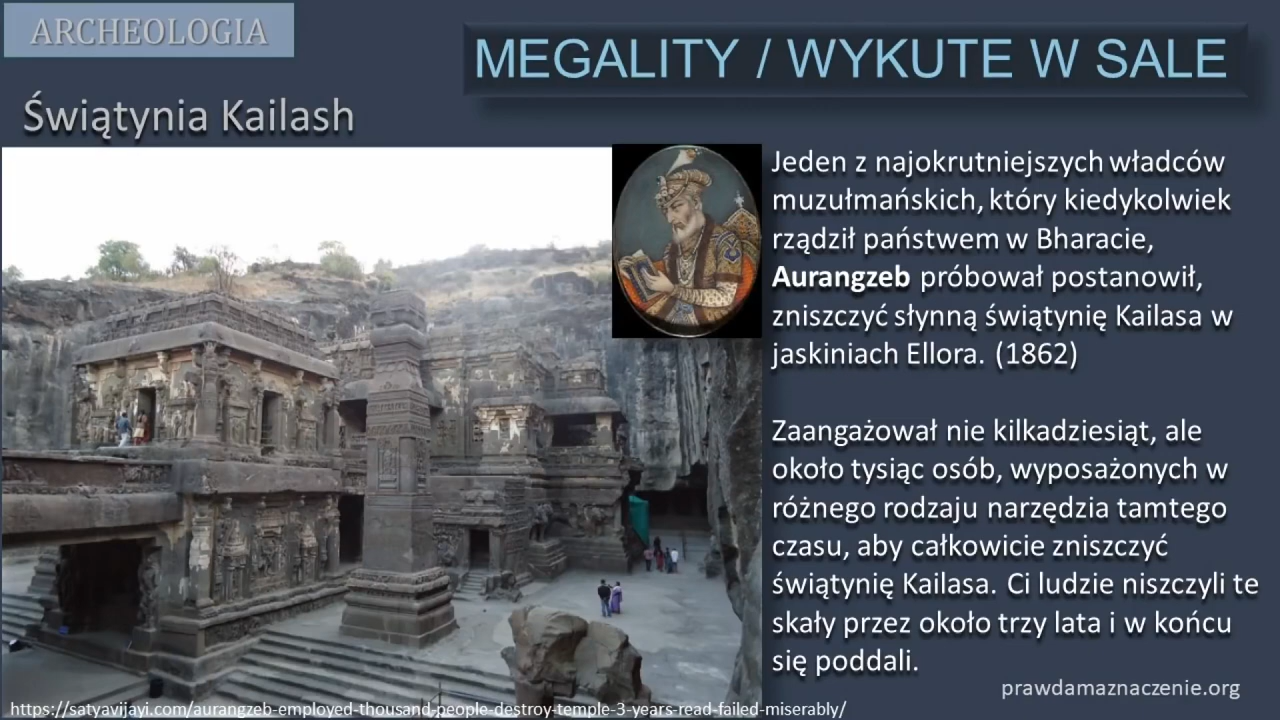 ARCHEOLOGIA
MEGALITY / WYKUTE W SALE
Świątynia Kailash
Jeden z najokrutniejszych władców
muzułmańskich, który kiedykolwiek
rządził państwem w Bharacie,
Aurangzeb próbował postanowił,
zniszczyć słynną świątynię Kailasa w
jaskiniach Ellora. (1862)
Zaangażował nie kilkadziesiąt, ale
około tysiąc osób, wyposażonych w
różnego rodzaju narzędzia tamtego
czasu, aby całkowicie zniszczyć
świątynię Kailasa. Ci ludzie niszczyli te
skały przez około trzy lata i w końcu
się poddali.
prawdamaznaczenie.org
https://satyavijayi.com/aurangzeb-employed-thousand-people-destroy-temple-3-years-read-failed-miserably/